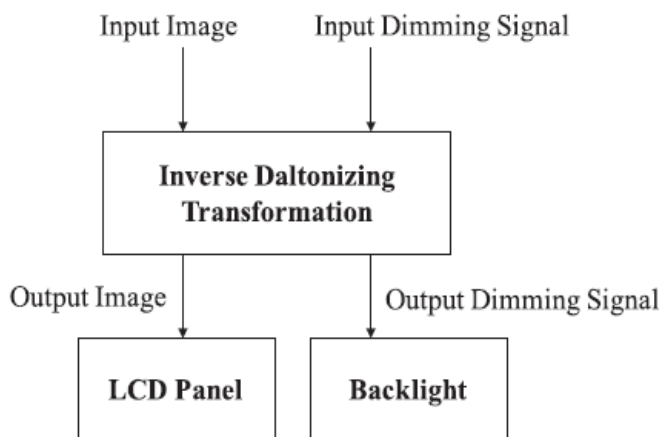 Input Image
Input Dimming Signal
Inverse Daltonizing
Transformation
Output Image
Output Dimming Signal
LCD Panel
Backlight